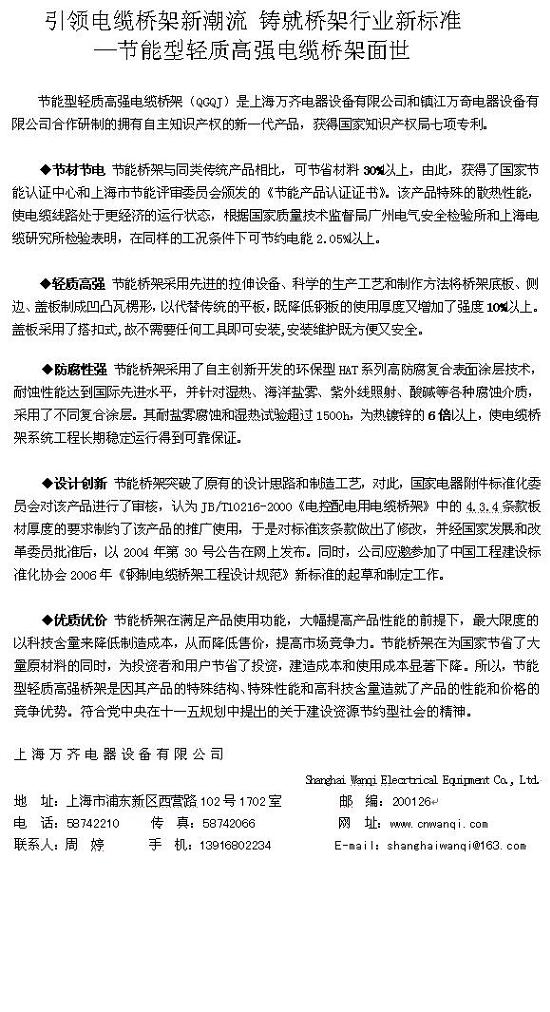 引领电缆桥架新潮流 铸就桥架行业新标准
—节能型轻质高强电缆桥架面世
节能型轻质高强电缆桥架（QGQJ）是上海万齐电器设备有限公司和镇江万奇电器设备有
限公司合作研制的拥有自主知识产权的新一代产品，获得国家知识产权局七项专利。
◆节材节电 节能桥架与同类传统产品相比，可节省材料 30%以上，由此，获得了国家节
能认证中心和上海市节能评审委员会颁发的《节能产品认证证书》。该产品特殊的散热性能，
使电缆线路处于更经济的运行状态，根据国家质量技术监督局广州电气安全检验所和上海电
缆研究所检验表明，在同样的工况条件下可节约电能 2.05%以上。
◆轻质高强 节能桥架采用先进的拉伸设备、科学的生产工艺和制作方法将桥架底板、侧
边、盖板制成凹凸瓦楞形，以代替传统的平板，既降低钢板的使用厚度又增加了强度 10%以上。
盖板采用了搭扣式,故不需要任何工具即可安装,安装维护既方便又安全。
◆防腐性强 节能桥架采用了自主创新开发的环保型 HAT 系列高防腐复合表面涂层技术，
耐蚀性能达到国际先进水平，并针对湿热、海洋盐雾、紫外线照射、酸碱等各种腐蚀介质，
采用了不同复合涂层。其耐盐雾腐蚀和湿热试验超过 1500h，为热镀锌的 6 倍以上，使电缆桥
架系统工程长期稳定运行得到可靠保证。
◆设计创新 节能桥架突破了原有的设计思路和制造工艺，对此，国家电器附件标准化委
员会对该产品进行了审核，认为 JB/T10216-2000《电控配电用电缆桥架》中的 4.3.4 条款板
材厚度的要求制约了该产品的推广使用，于是对标准该条款做出了修改，并经国家发展和改
革委员批准后，以 2004 年第 30 号公告在网上发布。同时，公司应邀参加了中国工程建设标
准化协会 2006 年《钢制电缆桥架工程设计规范》新标准的起草和制定工作。
◆优质优价 节能桥架在满足产品使用功能，大幅提高产品性能的前提下，最大限度的
以科技含量来降低制造成本，从而降低售价，提高市场竞争力。节能桥架在为国家节省了大
量原材料的同时，为投资者和用户节省了投资，建造成本和使用成本显著下降。所以，节能
型轻质高强桥架是因其产品的特殊结构、特殊性能和高科技含量造就了产品的性能和价格的
竞争优势。符合党中央在十一五规划中提出的关于建设资源节约型社会的精神。
上海万齐电器设备有限公司
Shanghai Wanqi Elecrtrical Equipment Co., Ltd.
地 址：上海市浦东新区西营路 102 号 1702 室 邮 编：200126
电 话：58742210 传 真：58742066 网 址：www.cnwanqi.com
联系人：周 婷 手 机：13916802234 E-mail：shanghaiwanqi@163.com